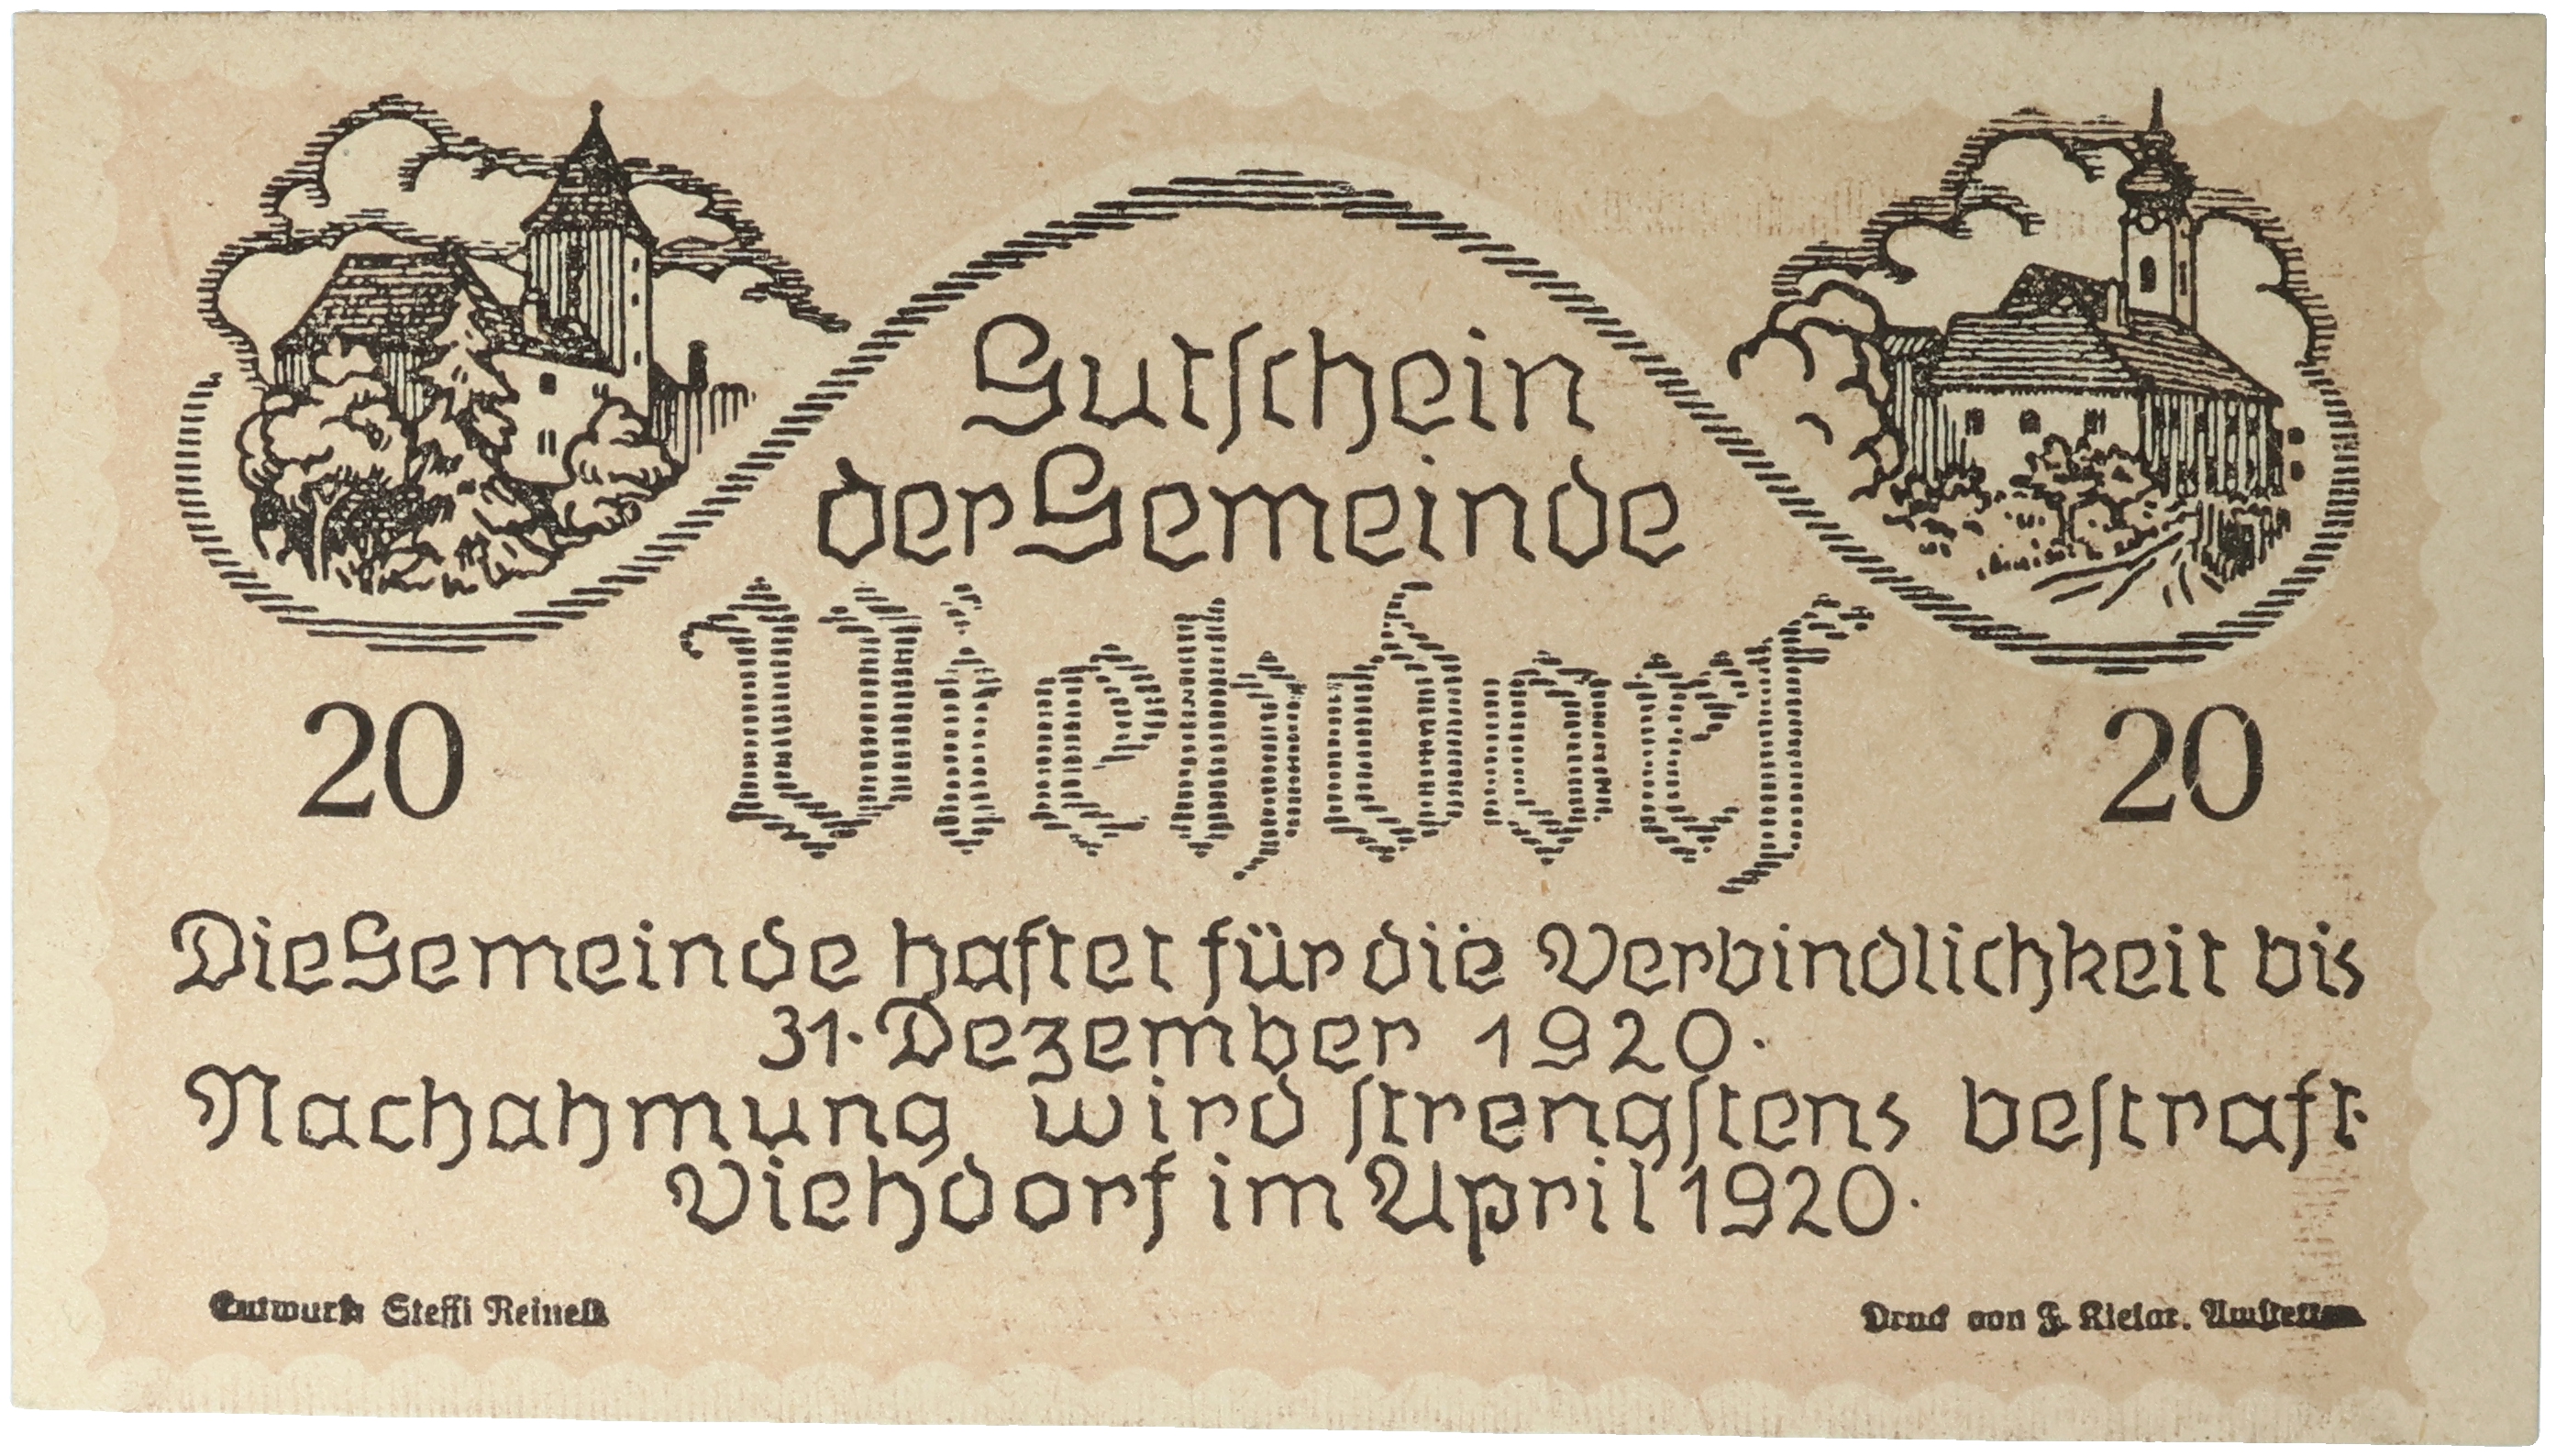 Gutschein
der Gemeinde
Viehdorf
20 20
Die Gemeinde haftet für die Verbindlichkeit bis
31. Dezember 1920.
Nachahmung wird strengstens bestraft.
Viehdorf im April 1920.
Entwurf: Steffi Reinelt
Druck von F. Kielar, Amstetten